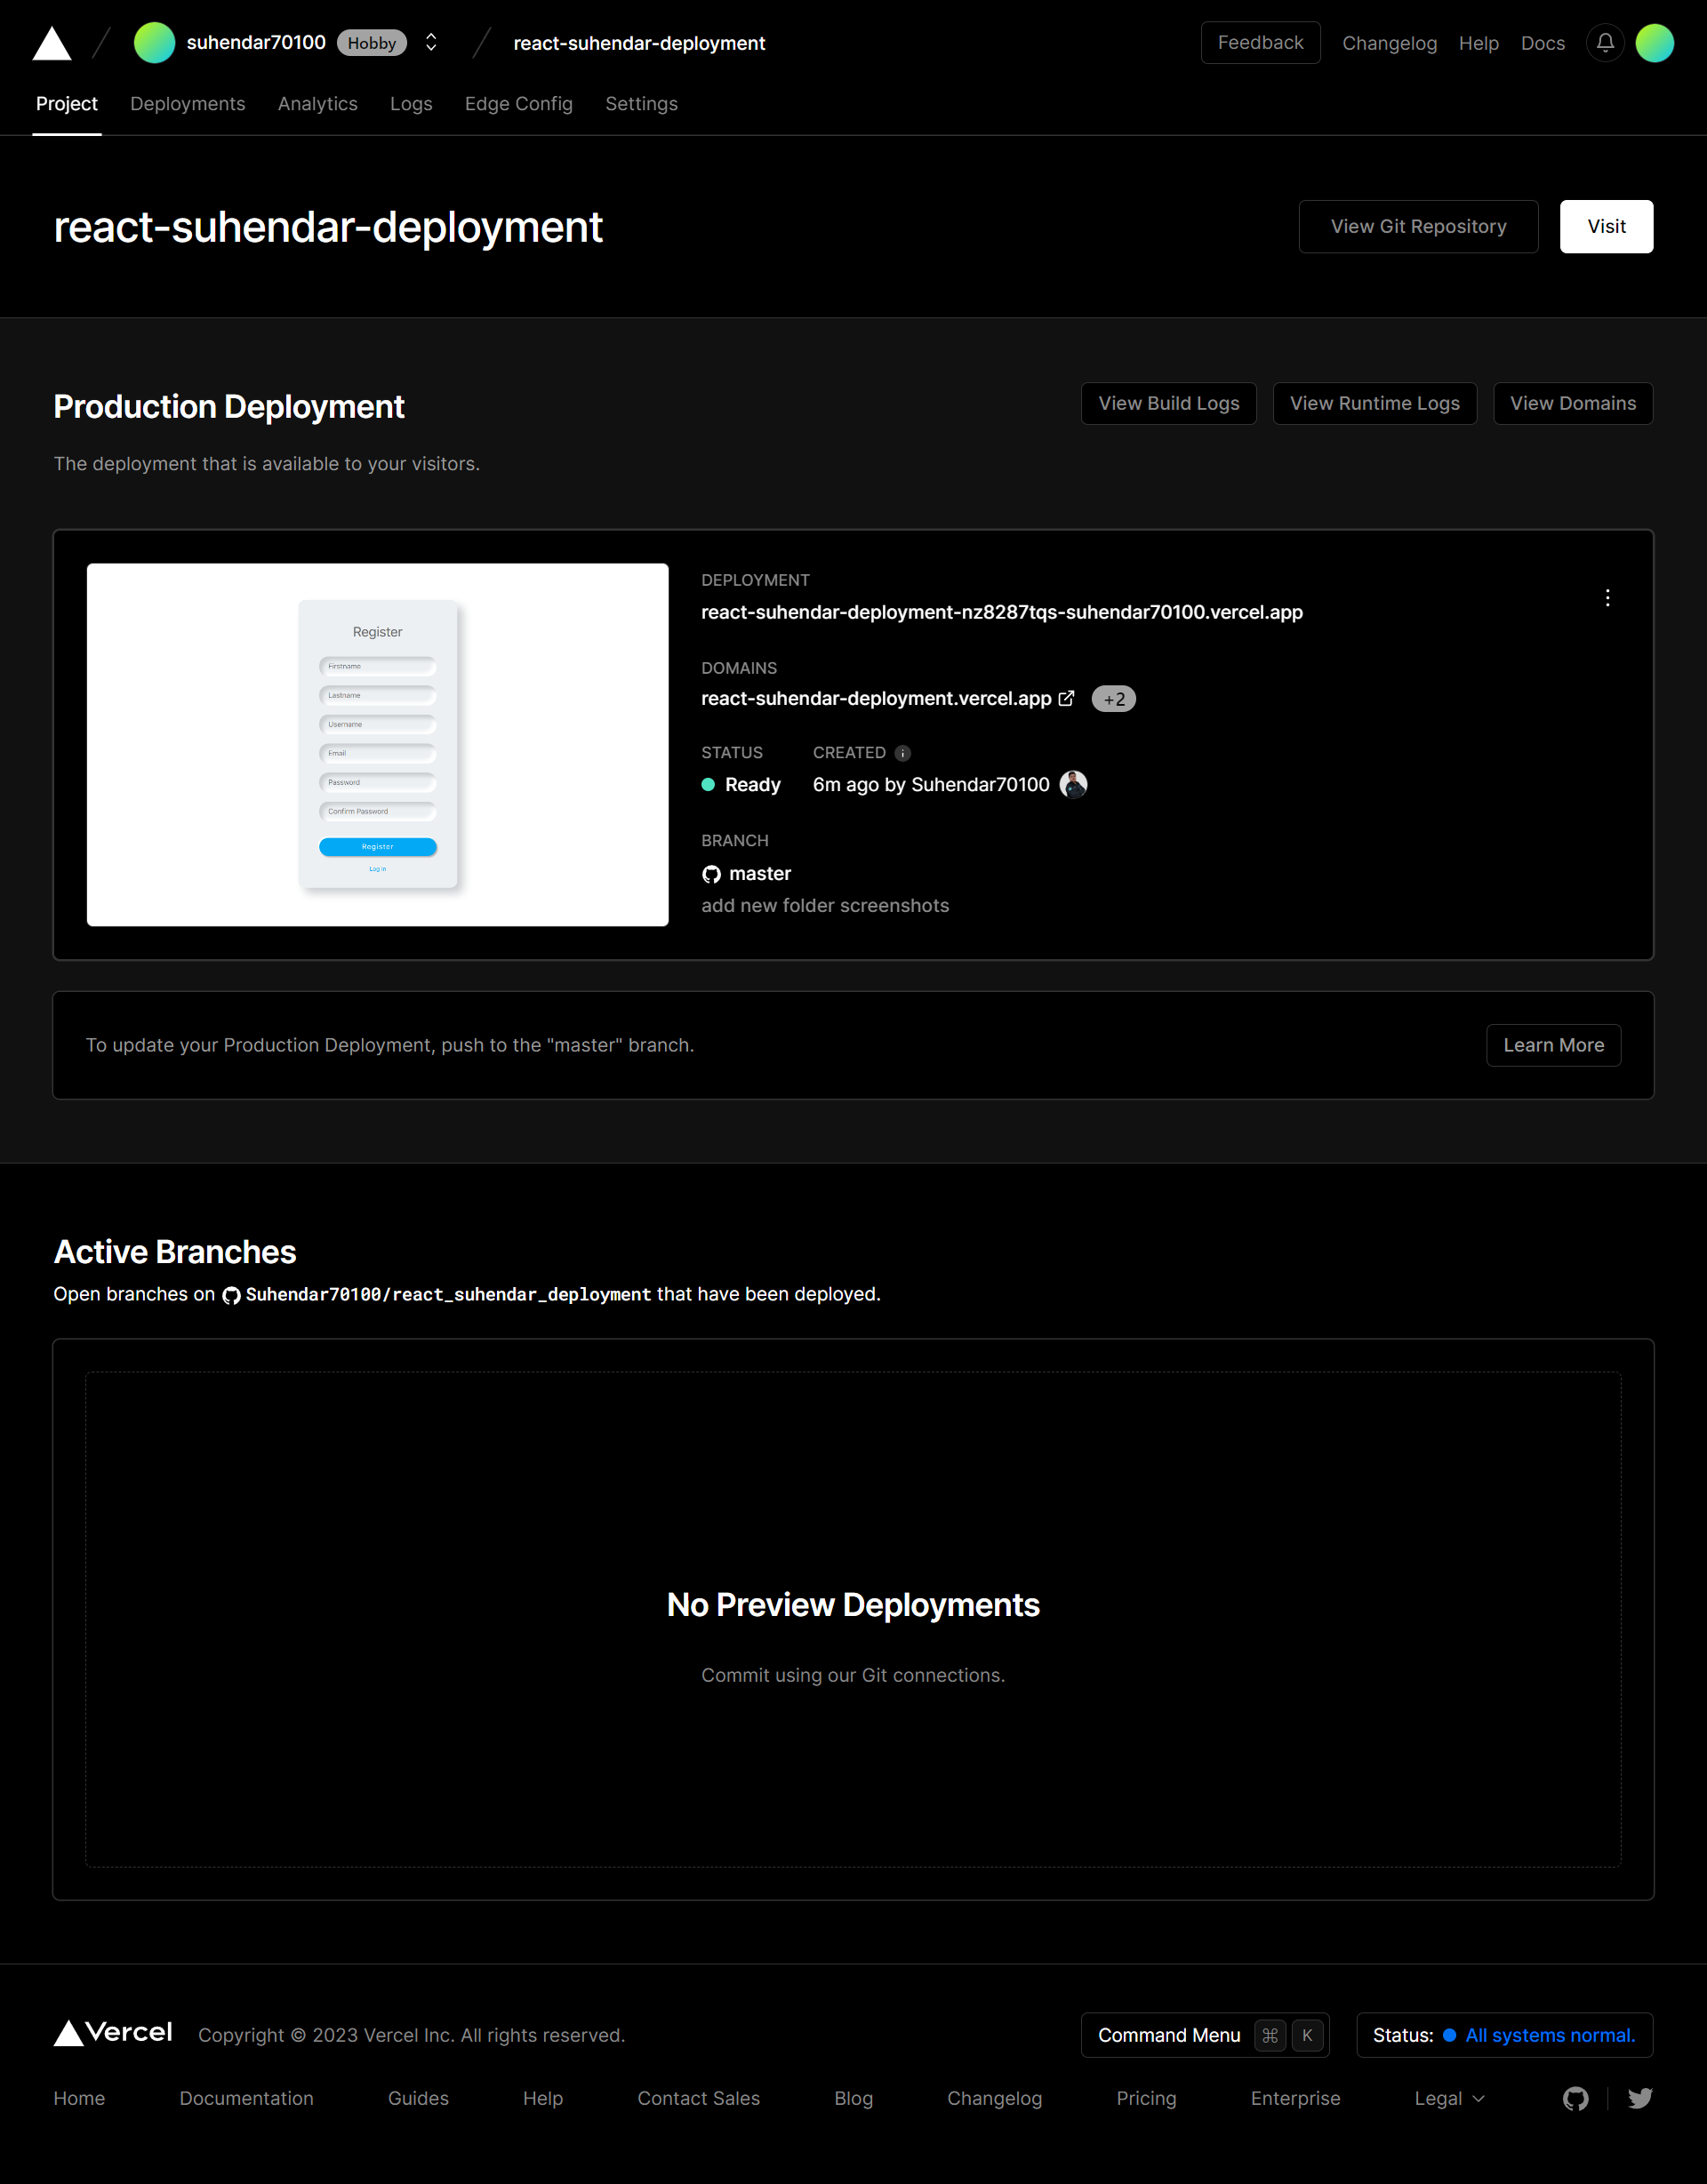 suhendar70100 Hobby react-suhendar-deployment Feedback Changelog Help Docs
Project Deployments Analytics Logs Edge Config Settings
react-suhendar-deployment View Git Repository Visit
Production Deployment View Build Logs View Runtime Logs View Domains
The deployment that is available to your visitors.
Register
Firstname
Lastname
Username
Email
Password
Confirm Password
Register
Log in
DEPLOYMENT
react-suhendar-deployment-nz8287tqs-suhendar70100.vercel.app
DOMAINS
react-suhendar-deployment.vercel.app +2
STATUS CREATED
Ready 6m ago by Suhendar70100
BRANCH
master
add new folder screenshots
To update your Production Deployment, push to the "master" branch. Learn More
Active Branches
Open branches on Suhendar70100/react_suhendar_deployment that have been deployed.
No Preview Deployments
Commit using our Git connections.
Vercel Copyright © 2023 Vercel Inc. All rights reserved. Command Menu ⌘ K Status: All systems normal.
Home Documentation Guides Help Contact Sales Blog Changelog Pricing Enterprise Legal